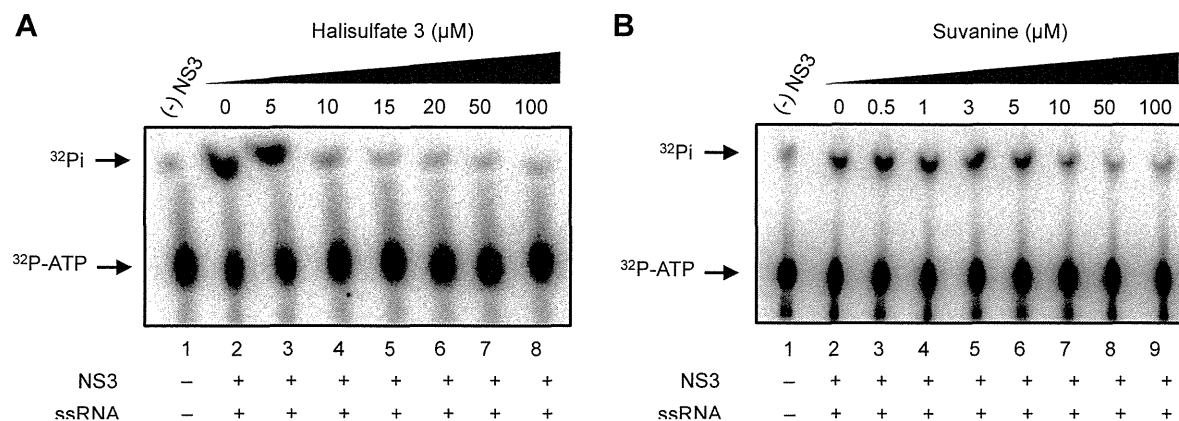 A
Halisulfate 3 (µM)
(-) NS3
0 5 10 15 20 50 100
32Pi
32P-ATP
1 2 3 4 5 6 7 8
NS3 – + + + + + + +
ssRNA – + + + + + + +
B
Suvanine (µM)
(-) NS3
0 0.5 1 3 5 10 50 100
32Pi
32P-ATP
1 2 3 4 5 6 7 8 9
NS3 – + + + + + + + +
ssRNA – + + + + + + + +